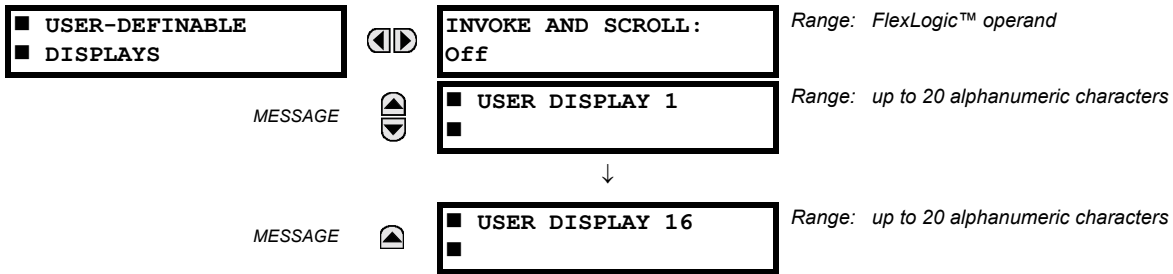 ■ USER-DEFINABLE
■ DISPLAYS
INVOKE AND SCROLL:
Off
Range: FlexLogic™ operand
MESSAGE
■ USER DISPLAY 1
■
Range: up to 20 alphanumeric characters
↓
MESSAGE
■ USER DISPLAY 16
■
Range: up to 20 alphanumeric characters